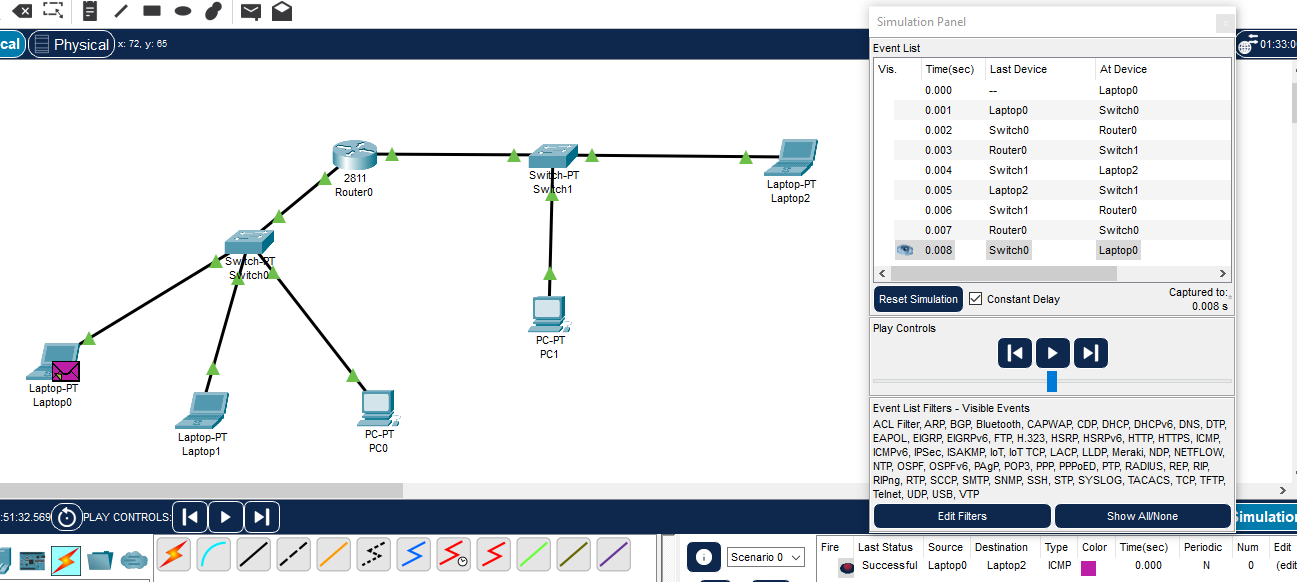 cal
Physical
x: 72, y: 65
2811
Router0
Switch-PT
Switch1
Laptop-PT
Laptop2
Switch-PT
Switch0
PC-PT
PC1
Laptop-PT
Laptop0
Laptop-PT
Laptop1
PC-PT
PC0
Simulation Panel
Event List
Vis. Time(sec) Last Device At Device
0.000 -- Laptop0
0.001 Laptop0 Switch0
0.002 Switch0 Router0
0.003 Router0 Switch1
0.004 Switch1 Laptop2
0.005 Laptop2 Switch1
0.006 Switch1 Router0
0.007 Router0 Switch0
0.008 Switch0 Laptop0
Reset Simulation
Constant Delay
Captured to:
0.008 s
Play Controls
Event List Filters - Visible Events
ACL Filter, ARP, BGP, Bluetooth, CAPWAP, CDP, DHCP, DHCPv6, DNS, DTP,
EAPOL, EIGRP, EIGRPv6, FTP, H.323, HSRP, HSRPv6, HTTP, HTTPS, ICMP,
ICMPv6, IPSec, ISAKMP, IoT, IoT TCP, LACP, LLDP, Meraki, NDP, NETFLOW,
NTP, OSPF, OSPFv6, PAgP, POP3, PPP, PPPoED, PTP, RADIUS, REP, RIP,
RIPng, RTP, SCCP, SMTP, SNMP, SSH, STP, SYSLOG, TACACS, TCP, TFTP,
Telnet, UDP, USB, VTP
Edit Filters
Show All/None
01:33:0
:51:32.569
PLAY CONTROLS:
Simulation
Scenario 0
Fire Last Status Source Destination Type Color Time(sec) Periodic Num Edit
Successful Laptop0 Laptop2 ICMP 0.000 N 0 (edit